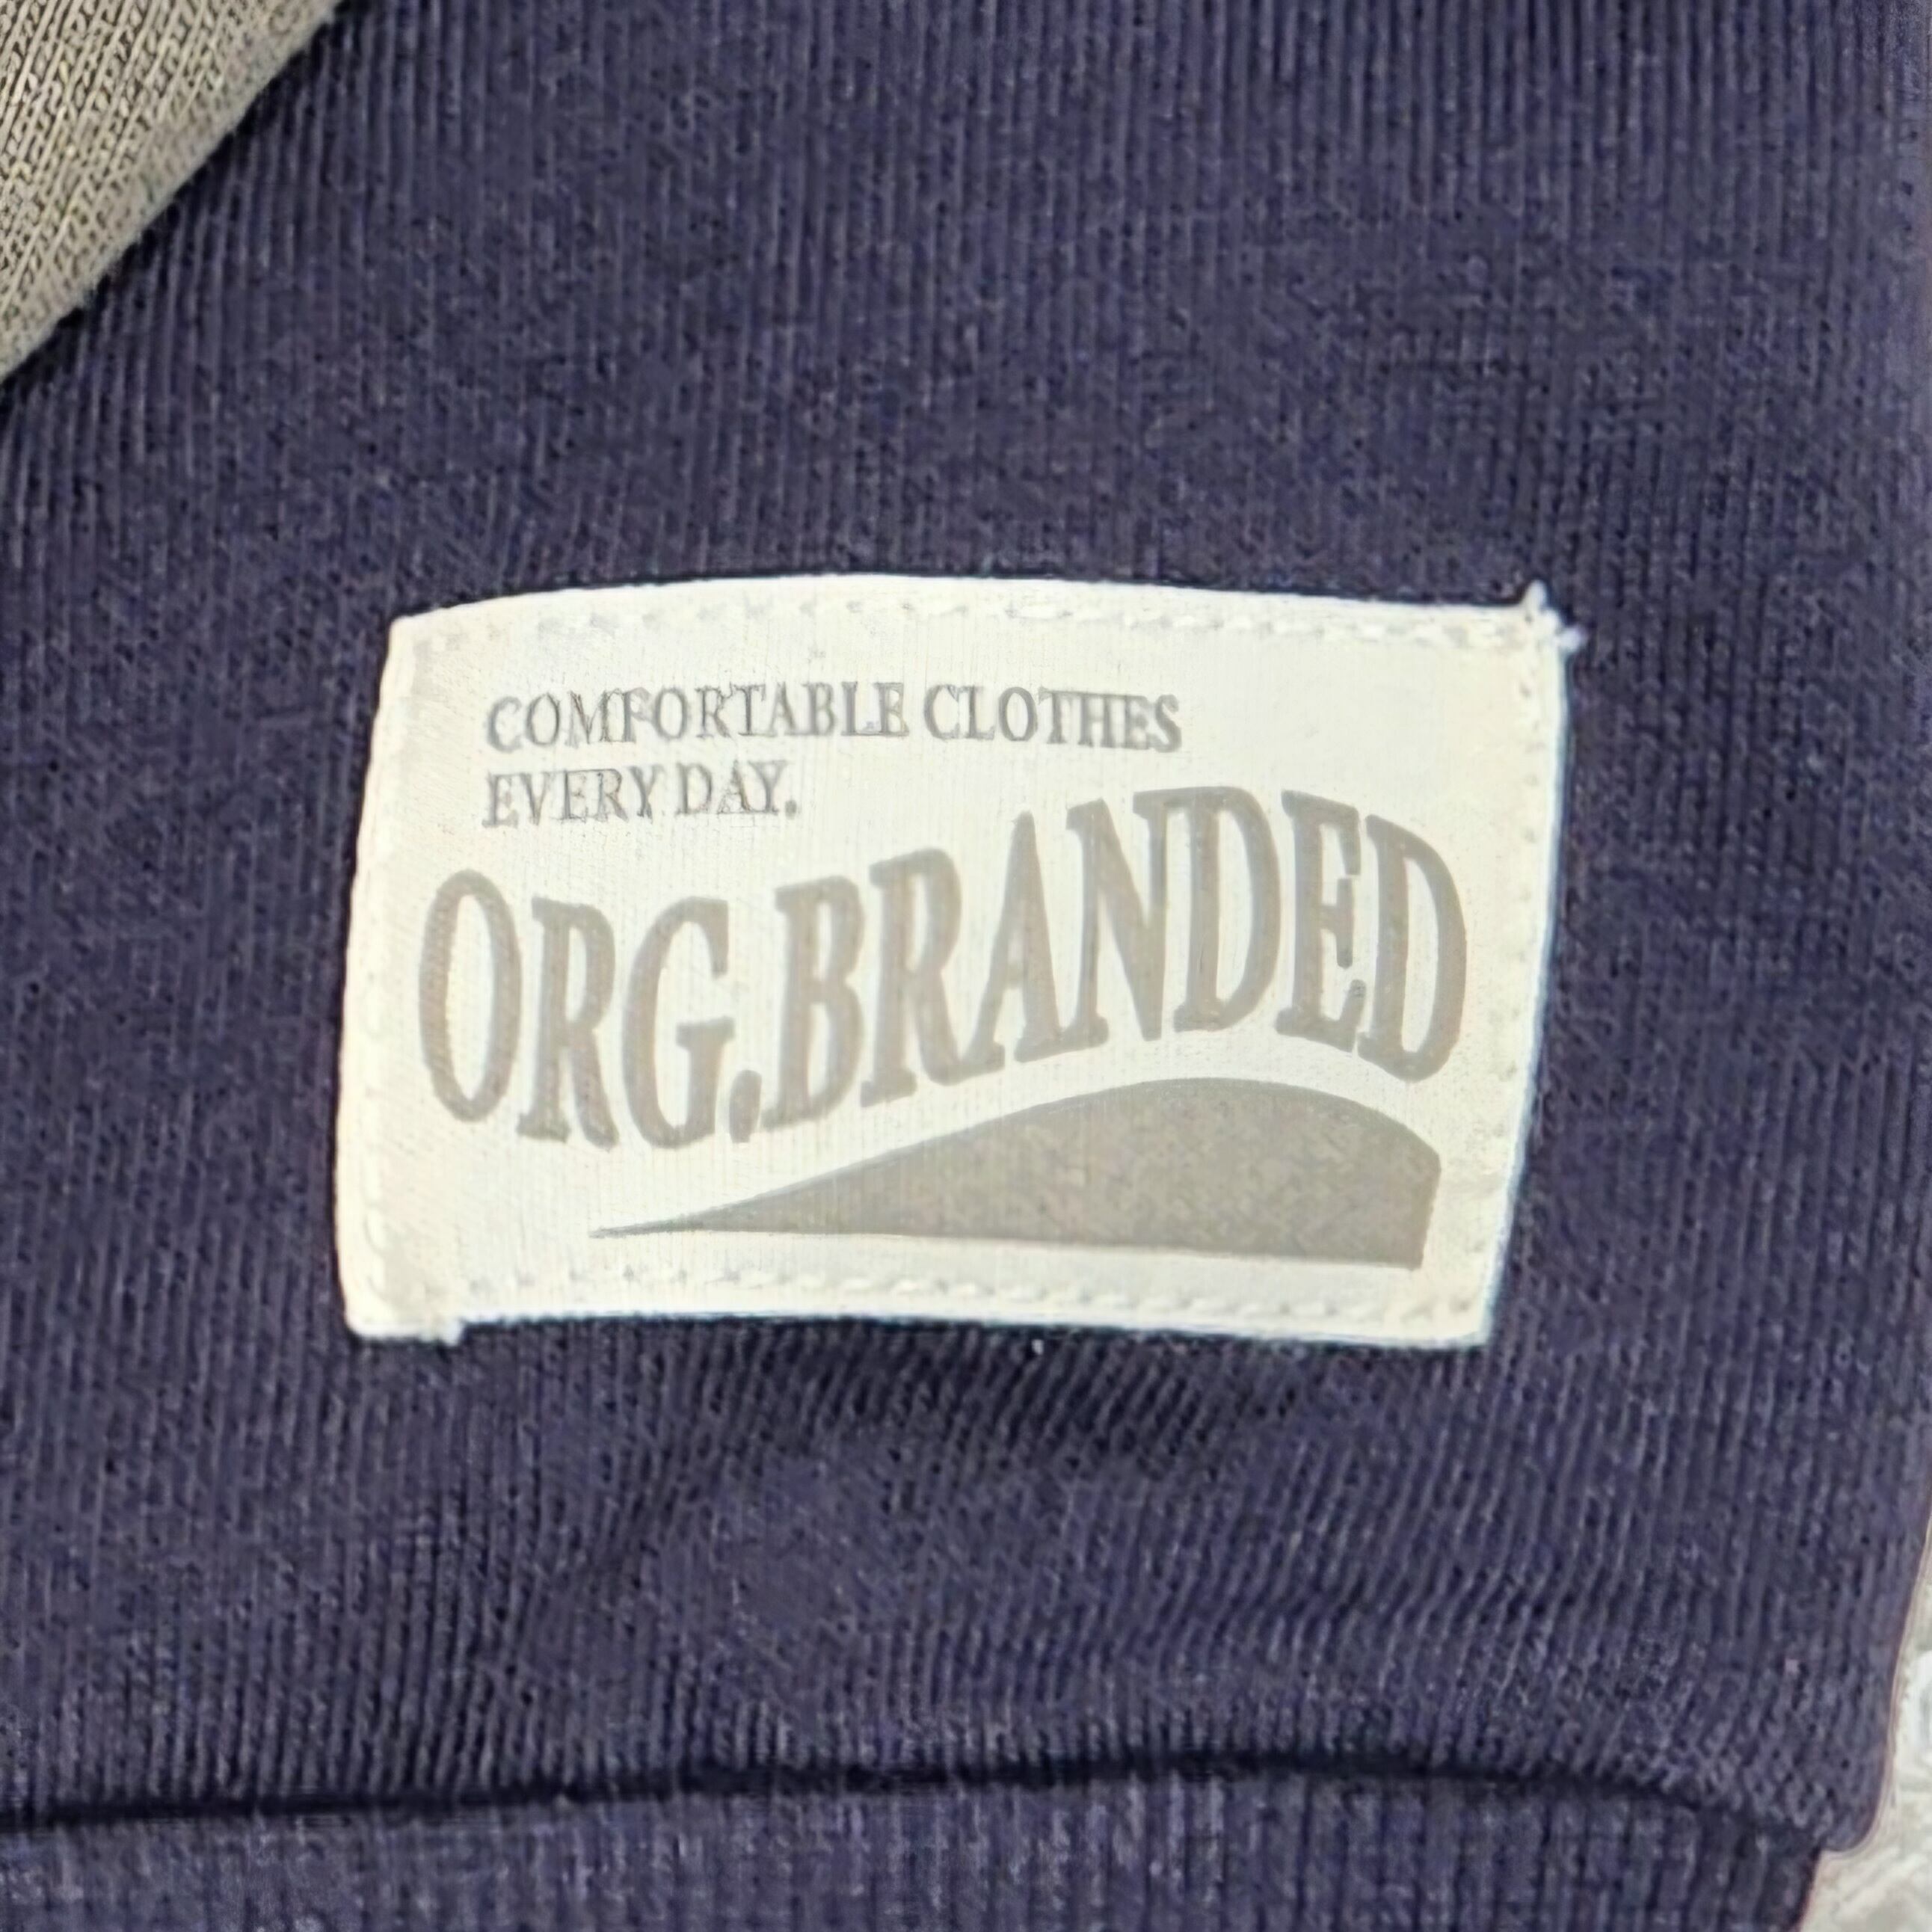 COMFORTABLE CLOTHES
EVERY DAY.
ORG.BRANDED